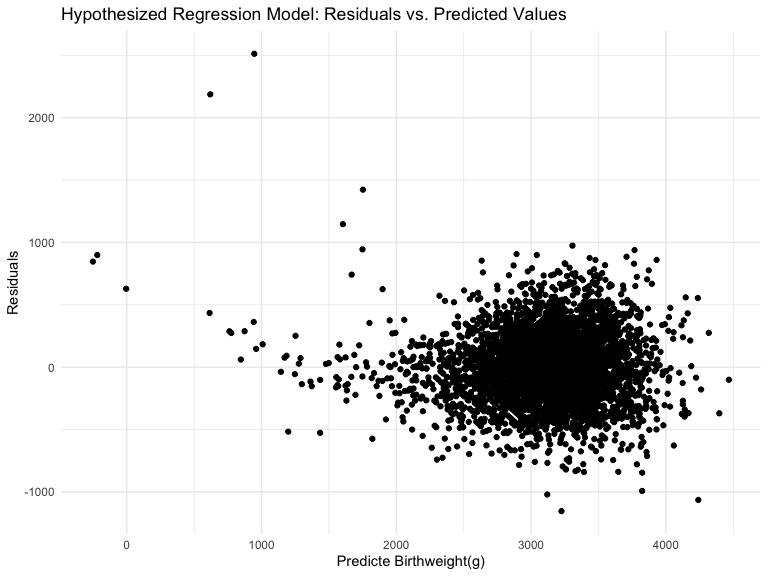 Hypothesized Regression Model: Residuals vs. Predicted Values
2000
1000
0
-1000
Residuals
0 1000 2000 3000 4000
Predicte Birthweight(g)